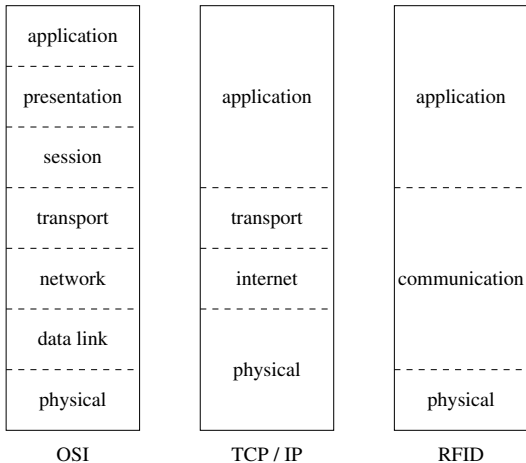 application
presentation
session
transport
network
data link
physical
OSI
application
transport
internet
physical
TCP / IP
application
communication
physical
RFID